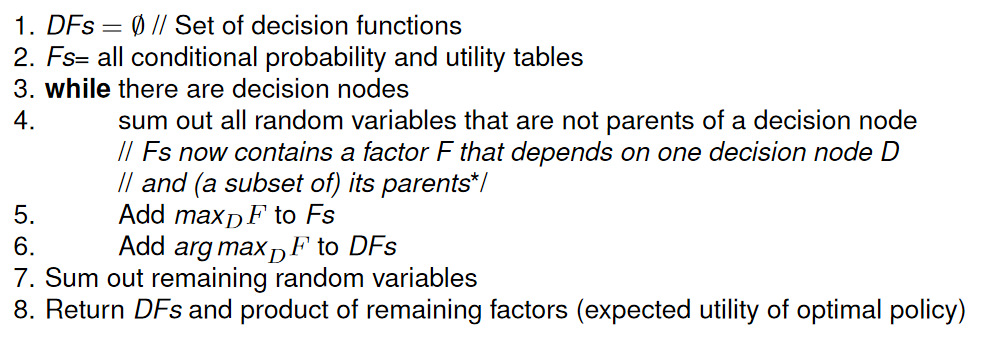 1. DFs = ∅ // Set of decision functions
2. Fs= all conditional probability and utility tables
3. while there are decision nodes
4. sum out all random variables that are not parents of a decision node
// Fs now contains a factor F that depends on one decision node D
// and (a subset of) its parents*/
5. Add max_D F to Fs
6. Add arg max_D F to DFs
7. Sum out remaining random variables
8. Return DFs and product of remaining factors (expected utility of optimal policy)